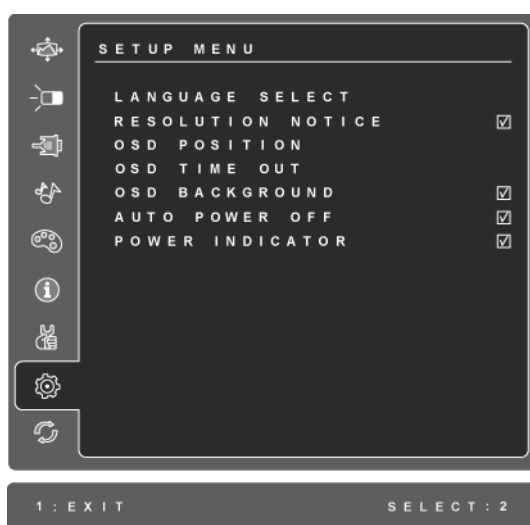 SETUP MENU
LANGUAGE SELECT
RESOLUTION NOTICE ☑
OSD POSITION
OSD TIME OUT
OSD BACKGROUND ☑
AUTO POWER OFF ☑
POWER INDICATOR ☑
1:EXIT SELECT:2